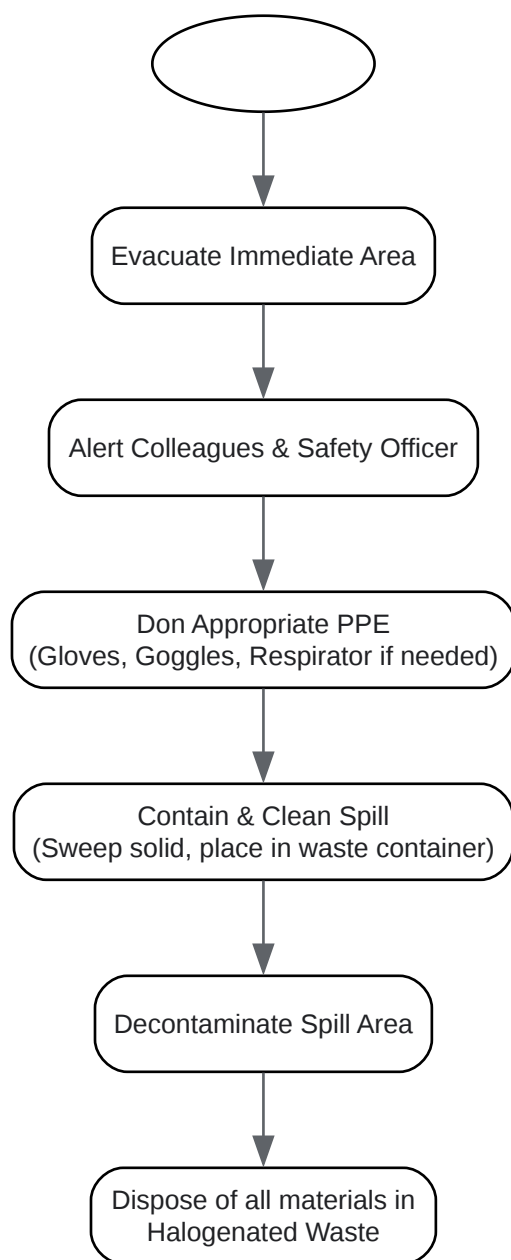 Evacuate Immediate Area
Alert Colleagues & Safety Officer
Don Appropriate PPE
(Gloves, Goggles, Respirator if needed)
Contain & Clean Spill
(Sweep solid, place in waste container)
Decontaminate Spill Area
Dispose of all materials in
Halogenated Waste